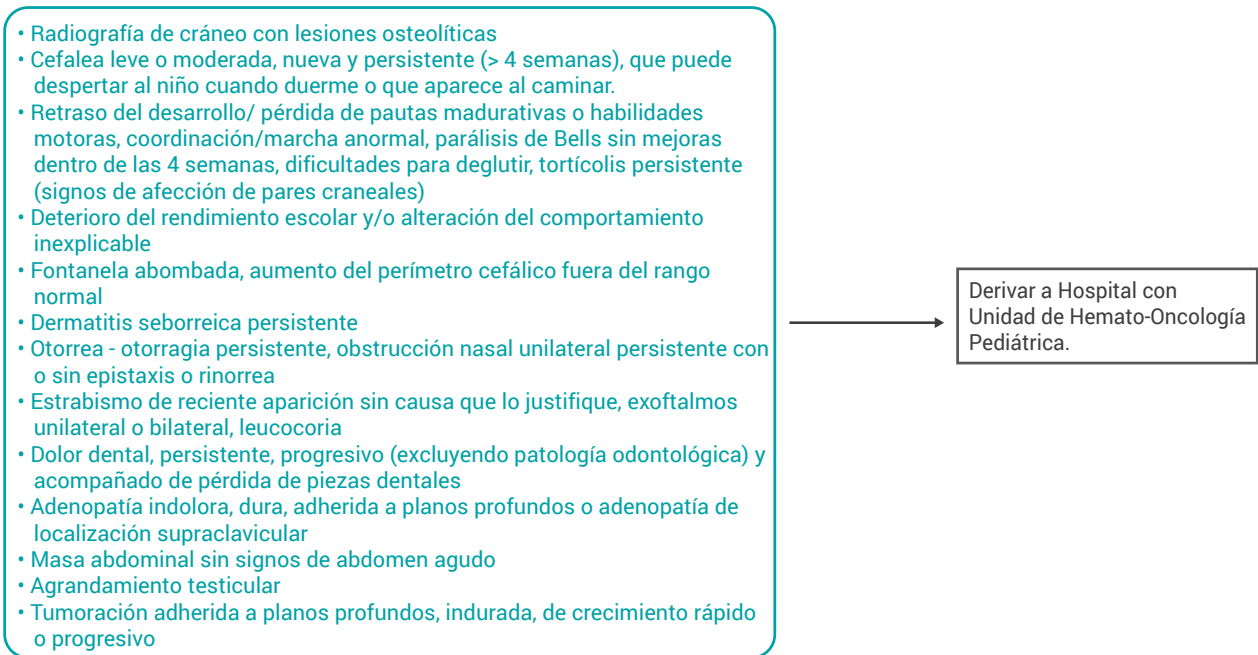 • Radiografía de cráneo con lesiones osteolíticas
• Cefalea leve o moderada, nueva y persistente (> 4 semanas), que puede
despertar al niño cuando duerme o que aparece al caminar.
• Retraso del desarrollo/ pérdida de pautas madurativas o habilidades
motoras, coordinación/marcha anormal, parálisis de Bells sin mejoras
dentro de las 4 semanas, dificultades para deglutir, tortícolis persistente
(signos de afección de pares craneales)
• Deterioro del rendimiento escolar y/o alteración del comportamiento
inexplicable
• Fontanela abombada, aumento del perímetro cefálico fuera del rango
normal
• Dermatitis seborreica persistente
• Otorrea - otorragia persistente, obstrucción nasal unilateral persistente con
o sin epistaxis o rinorrea
• Estrabismo de reciente aparición sin causa que lo justifique, exoftalmos
unilateral o bilateral, leucocoria
• Dolor dental, persistente, progresivo (excluyendo patología odontológica) y
acompañado de pérdida de piezas dentales
• Adenopatía indolora, dura, adherida a planos profundos o adenopatía de
localización supraclavicular
• Masa abdominal sin signos de abdomen agudo
• Agrandamiento testicular
• Tumoración adherida a planos profundos, indurada, de crecimiento rápido
o progresivo
Derivar a Hospital con
Unidad de Hemato-Oncología
Pediátrica.